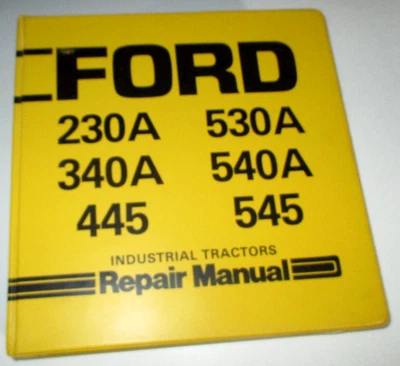 FORD
230A 530A
340A 540A
445 545
INDUSTRIAL TRACTORS
Repair Manual